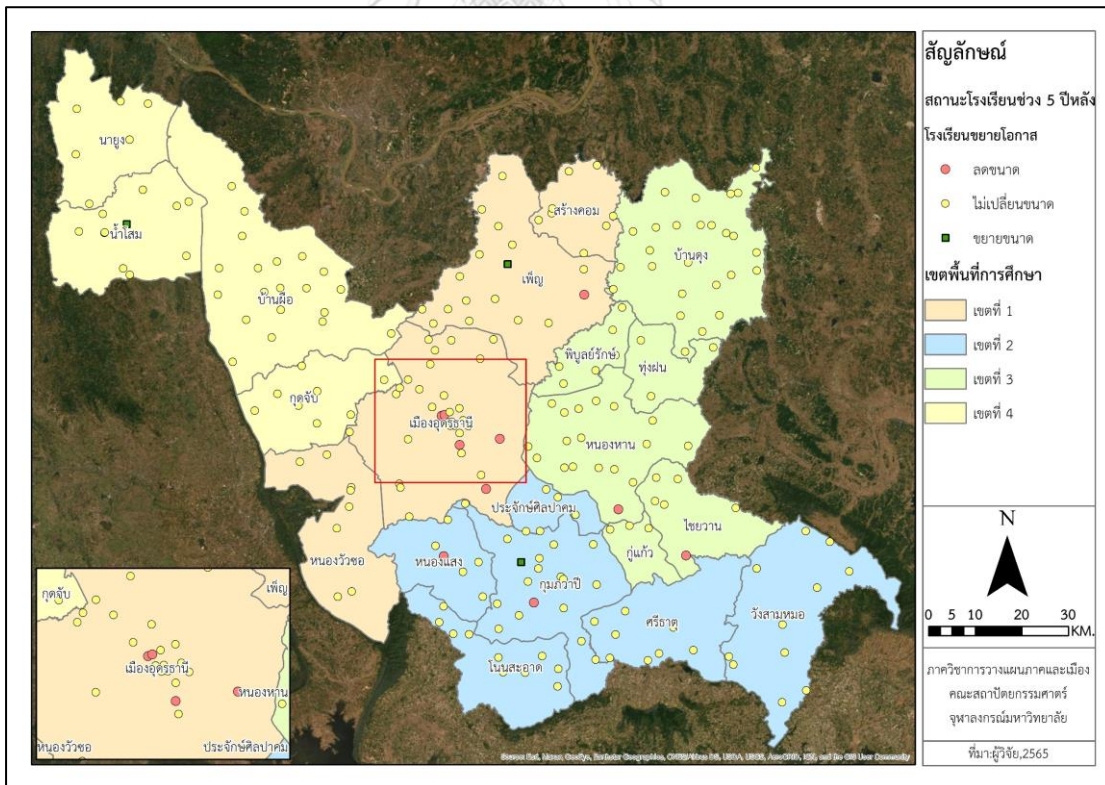 นายูง
น้ำโสม
บ้านผือ
สร้างคอม
เพ็ญ
บ้านดุง
พิบูลย์รักษ์
ทุ่งฝน
กุดจับ
เมืองอุดรธานี
หนองหาน
ประจักษ์ศิลปาคม
ไชยวาน
กู่แก้ว
หนองวัวซอ
หนองแสง
กุมภวาปี
ศรีธาตุ
วังสามหมอ
โนนสะอาด
กุดจับ
เพ็ญ
เมืองอุดรธานี
หนองหาน
หนองวัวซอ
ประจักษ์ศิลปาคม
สัญลักษณ์
สถานะโรงเรียนช่วง 5 ปีหลัง
โรงเรียนขยายโอกาส
ลดขนาด
ไม่เปลี่ยนขนาด
ขยายขนาด
เขตพื้นที่การศึกษา
เขตที่ 1
เขตที่ 2
เขตที่ 3
เขตที่ 4
N
0 5 10 20 30
KM.
ภาควิชาการวางแผนภาคและเมือง
คณะสถาปัตยกรรมศาตร์
จุฬาลงกรณ์มหาวิทยาลัย
ที่มา:ผู้วิจัย,2565
Source: Esri, Maxar, GeoEye, Earthstar Geographics, CNES/Airbus DS, USDA, USGS, AeroGRID, IGN, and the GIS User Community